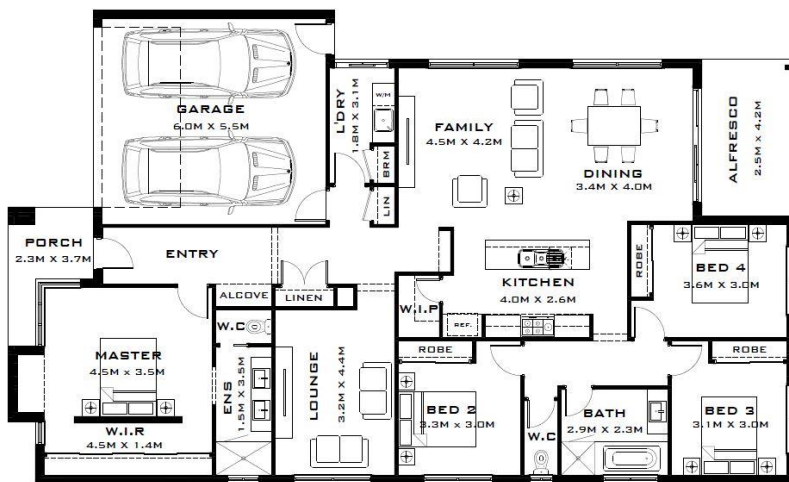 GARAGE
6.0M X 5.5M
L'DRY
1.8M X 3.1M
W/M
BRM
LIN
FAMILY
4.5M X 4.2M
DINING
3.4M X 4.0M
ALFRESCO
2.5M X 4.2M
PORCH
2.3M X 3.7M
ENTRY
ALCOVE
LINEN
W.I.P
KITCHEN
4.0M X 2.6M
REF.
ROBE
BED 4
3.6M X 3.0M
MASTER
4.5M X 3.5M
W.I.R
4.5M X 1.4M
W.C
ENS
1.5M X 3.5M
LOUNGE
3.2M X 4.4M
ROBE
BED 2
3.3M X 3.0M
W.C
BATH
2.9M X 2.3M
ROBE
BED 3
3.1M X 3.0M